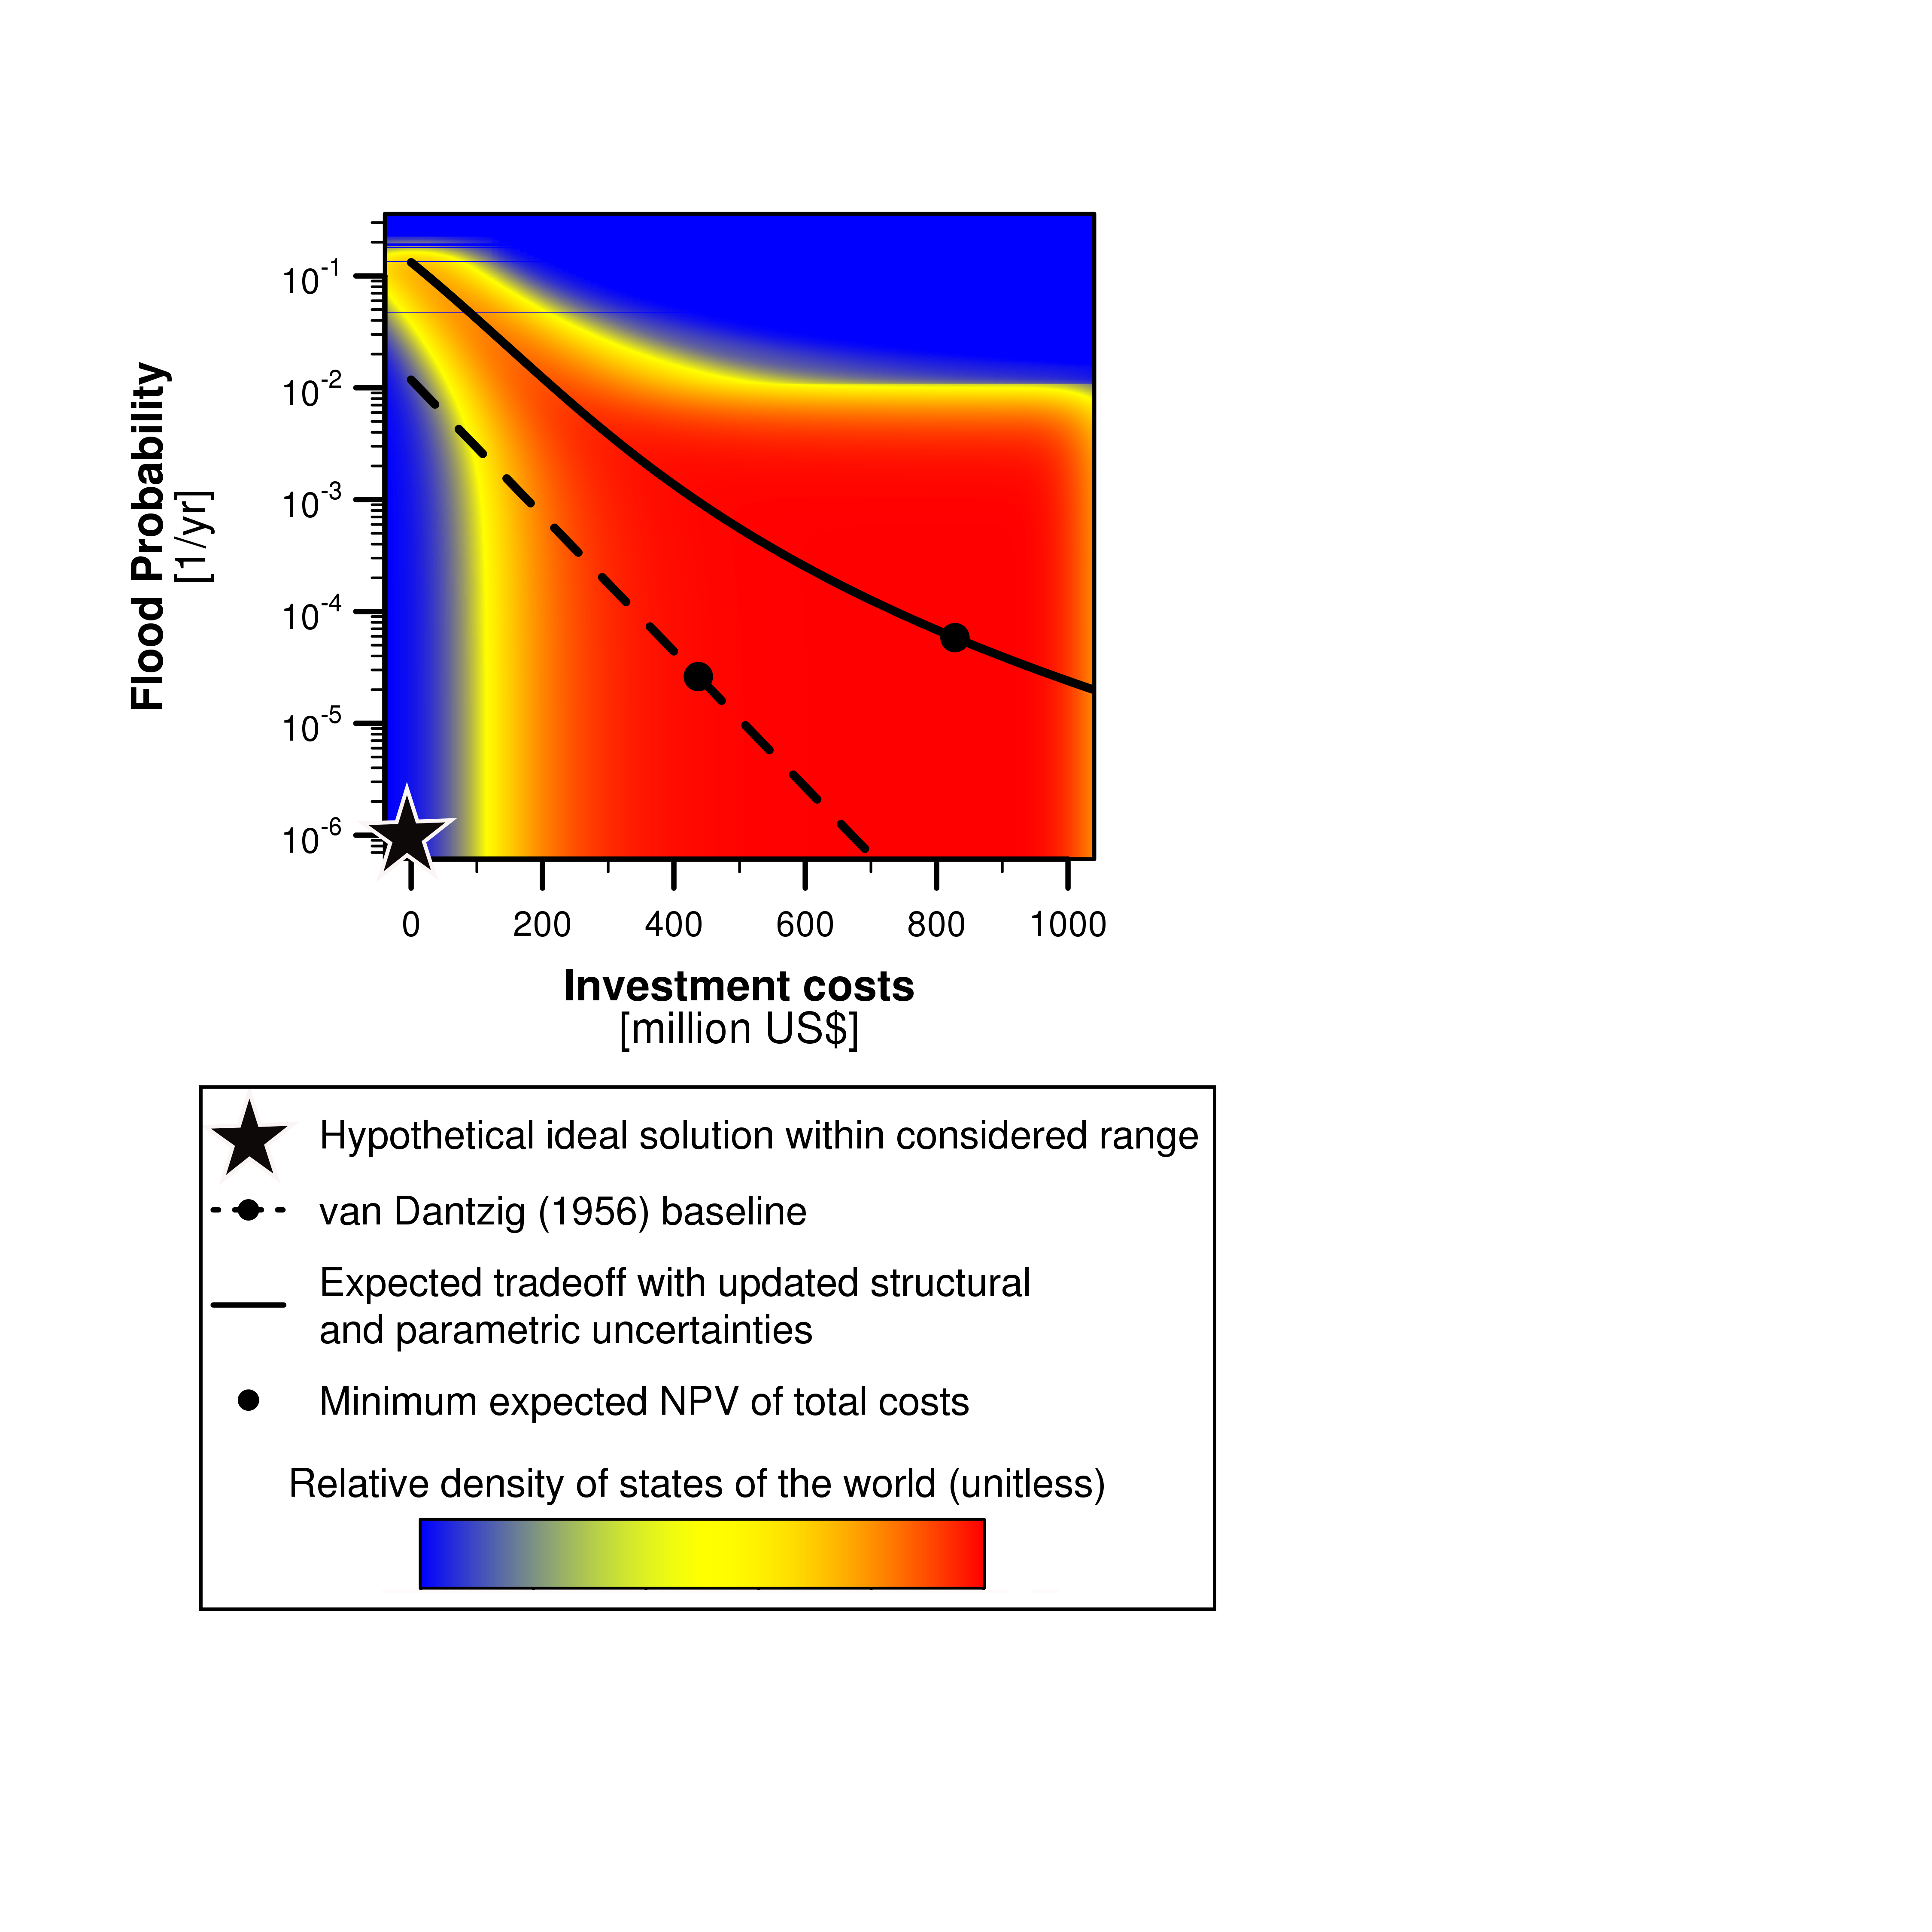 Flood Probability
[1/yr]
10^-1
10^-2
10^-3
10^-4
10^-5
10^-6
0 200 400 600 800 1000
Investment costs
[million US$]
Hypothetical ideal solution within considered range
van Dantzig (1956) baseline
Expected tradeoff with updated structural
and parametric uncertainties
Minimum expected NPV of total costs
Relative density of states of the world (unitless)